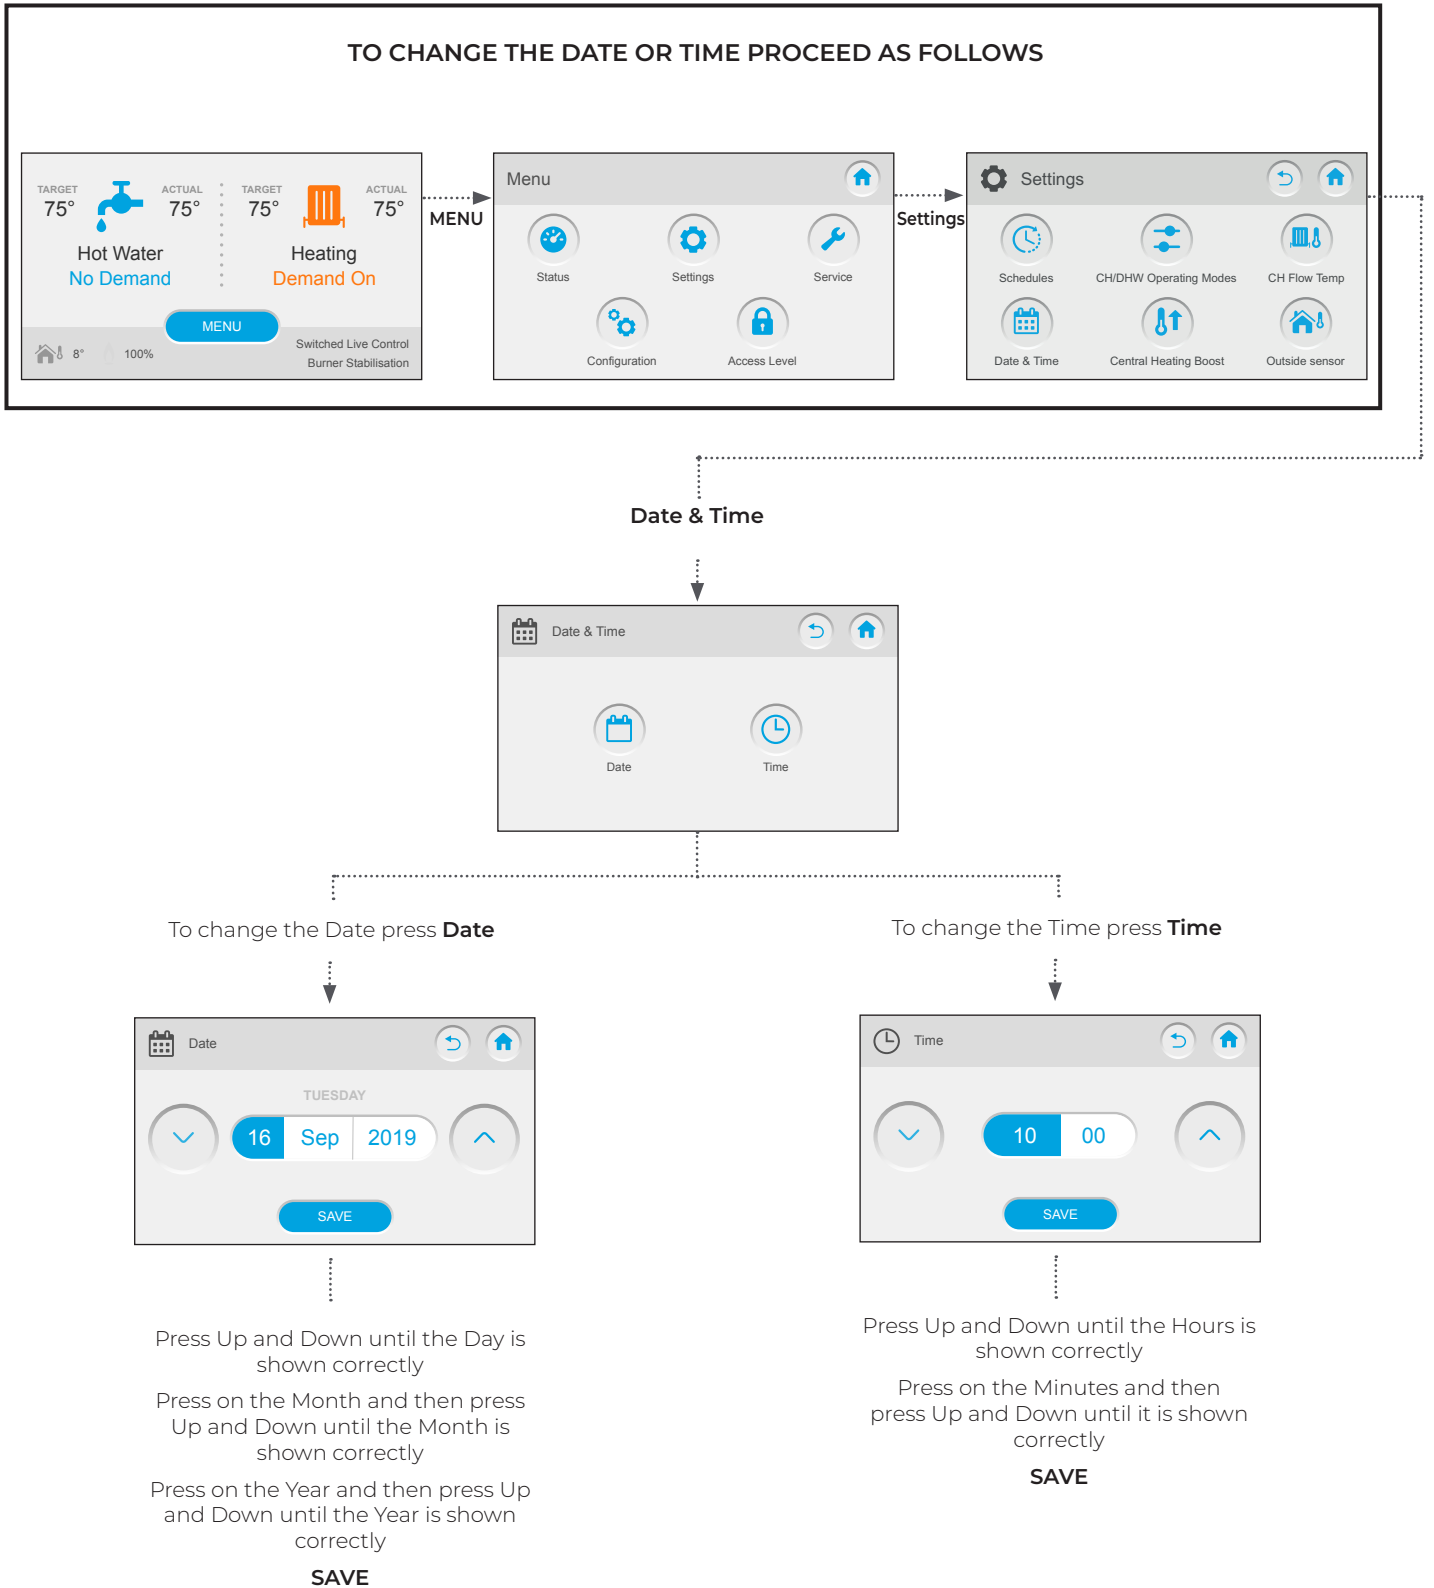 TO CHANGE THE DATE OR TIME PROCEED AS FOLLOWS
TARGET
75°
ACTUAL
75°
Hot Water
No Demand
TARGET
75°
ACTUAL
75°
Heating
Demand On
MENU
8°
100%
Switched Live Control
Burner Stabilisation
MENU
Menu
Status
Settings
Service
Configuration
Access Level
Settings
Settings
Schedules
CH/DHW Operating Modes
CH Flow Temp
Date & Time
Central Heating Boost
Outside sensor
Date & Time
Date & Time
Date
Time
To change the Date press Date
Date
TUESDAY
16 Sep 2019
SAVE
Press Up and Down until the Day is
shown correctly
Press on the Month and then press
Up and Down until the Month is
shown correctly
Press on the Year and then press Up
and Down until the Year is shown
correctly
SAVE
To change the Time press Time
Time
10 00
SAVE
Press Up and Down until the Hours is
shown correctly
Press on the Minutes and then
press Up and Down until it is shown
correctly
SAVE